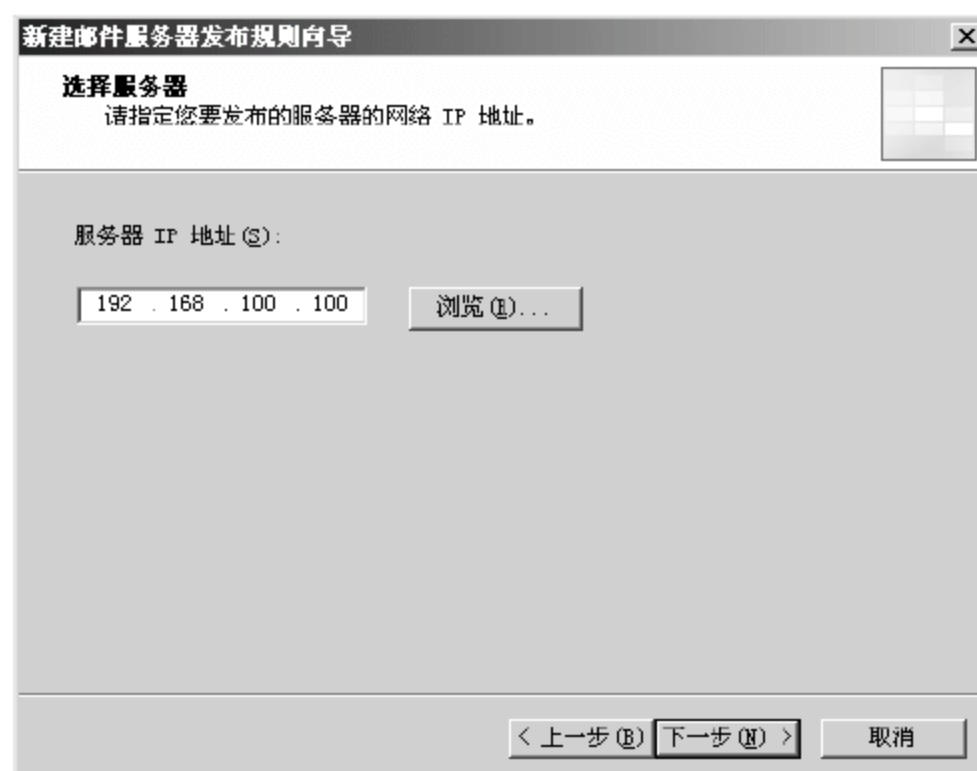 新建邮件服务器发布规则向导
选择服务器
请指定您要发布的服务器的网络 IP 地址。
服务器 IP 地址(S):
192 . 168 . 100 . 100
浏览(R)...
< 上一步(B) 下一步(N) > 取消